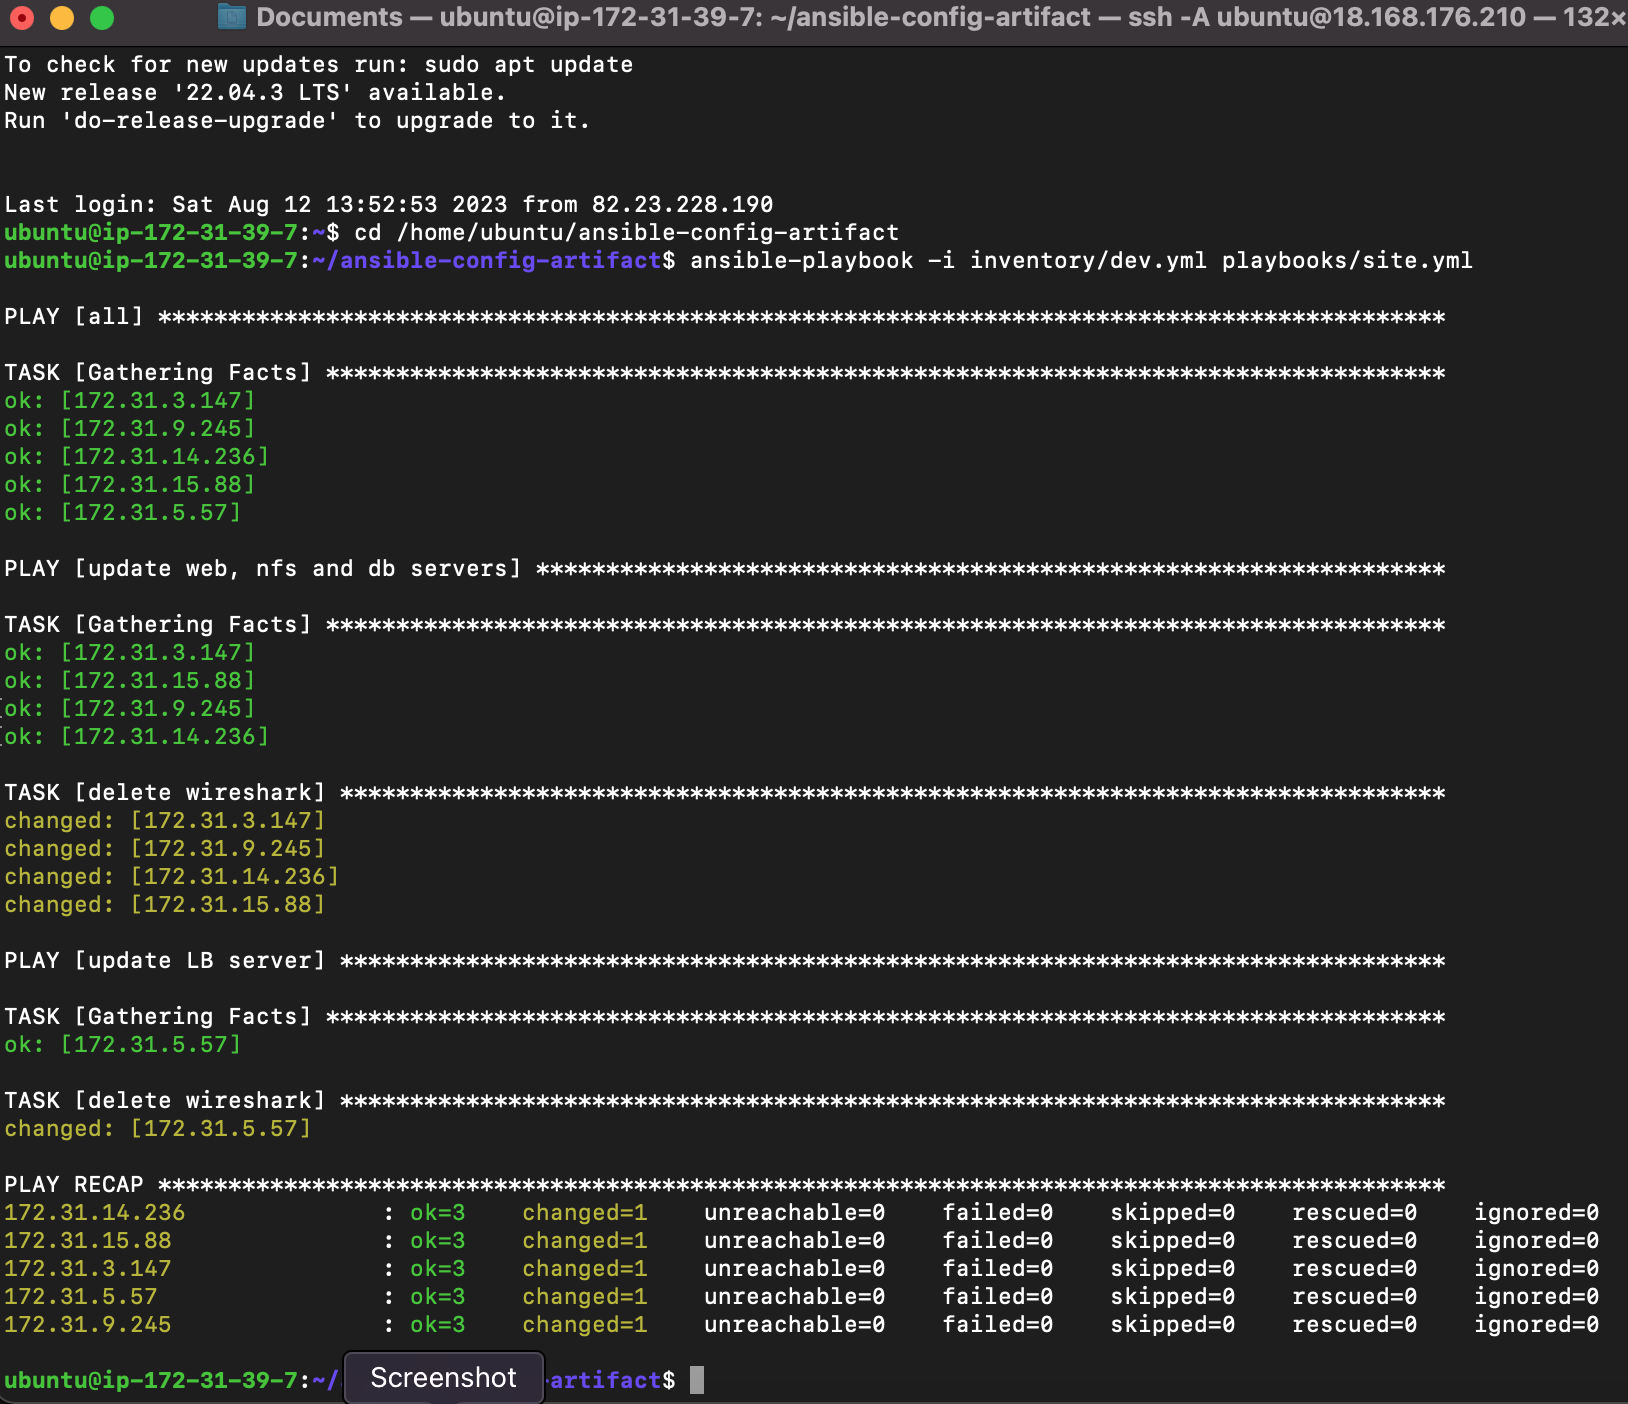 Documents — ubuntu@ip-172-31-39-7: ~/ansible-config-artifact — ssh -A ubuntu@18.168.176.210 — 132×
To check for new updates run: sudo apt update
New release '22.04.3 LTS' available.
Run 'do-release-upgrade' to upgrade to it.
Last login: Sat Aug 12 13:52:53 2023 from 82.23.228.190
ubuntu@ip-172-31-39-7:~$ cd /home/ubuntu/ansible-config-artifact
ubuntu@ip-172-31-39-7:~/ansible-config-artifact$ ansible-playbook -i inventory/dev.yml playbooks/site.yml
PLAY [all] ********************************************************************************************
TASK [Gathering Facts] ********************************************************************************
ok: [172.31.3.147]
ok: [172.31.9.245]
ok: [172.31.14.236]
ok: [172.31.15.88]
ok: [172.31.5.57]
PLAY [update web, nfs and db servers] *****************************************************************
TASK [Gathering Facts] ********************************************************************************
ok: [172.31.3.147]
ok: [172.31.15.88]
ok: [172.31.9.245]
ok: [172.31.14.236]
TASK [delete wireshark] *******************************************************************************
changed: [172.31.3.147]
changed: [172.31.9.245]
changed: [172.31.14.236]
changed: [172.31.15.88]
PLAY [update LB server] *******************************************************************************
TASK [Gathering Facts] ********************************************************************************
ok: [172.31.5.57]
TASK [delete wireshark] *******************************************************************************
changed: [172.31.5.57]
PLAY RECAP ********************************************************************************************
172.31.14.236 : ok=3 changed=1 unreachable=0 failed=0 skipped=0 rescued=0 ignored=0
172.31.15.88 : ok=3 changed=1 unreachable=0 failed=0 skipped=0 rescued=0 ignored=0
172.31.3.147 : ok=3 changed=1 unreachable=0 failed=0 skipped=0 rescued=0 ignored=0
172.31.5.57 : ok=3 changed=1 unreachable=0 failed=0 skipped=0 rescued=0 ignored=0
172.31.9.245 : ok=3 changed=1 unreachable=0 failed=0 skipped=0 rescued=0 ignored=0
ubuntu@ip-172-31-39-7:~/ Screenshot -artifact$